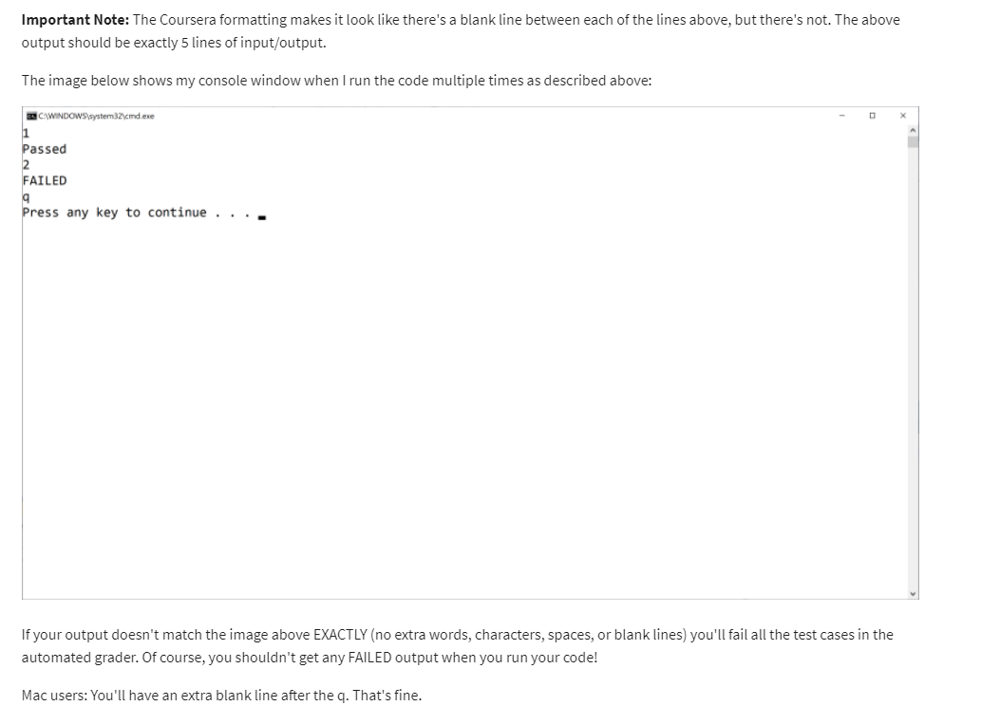 Important Note: The Coursera formatting makes it look like there's a blank line between each of the lines above, but there's not. The above
output should be exactly 5 lines of input/output.
The image below shows my console window when I run the code multiple times as described above:
C:\WINDOWS\system32\cmd.exe
1
Passed
2
FAILED
q
Press any key to continue . . .
If your output doesn't match the image above EXACTLY (no extra words, characters, spaces, or blank lines) you'll fail all the test cases in the
automated grader. Of course, you shouldn't get any FAILED output when you run your code!
Mac users: You'll have an extra blank line after the q. That's fine.